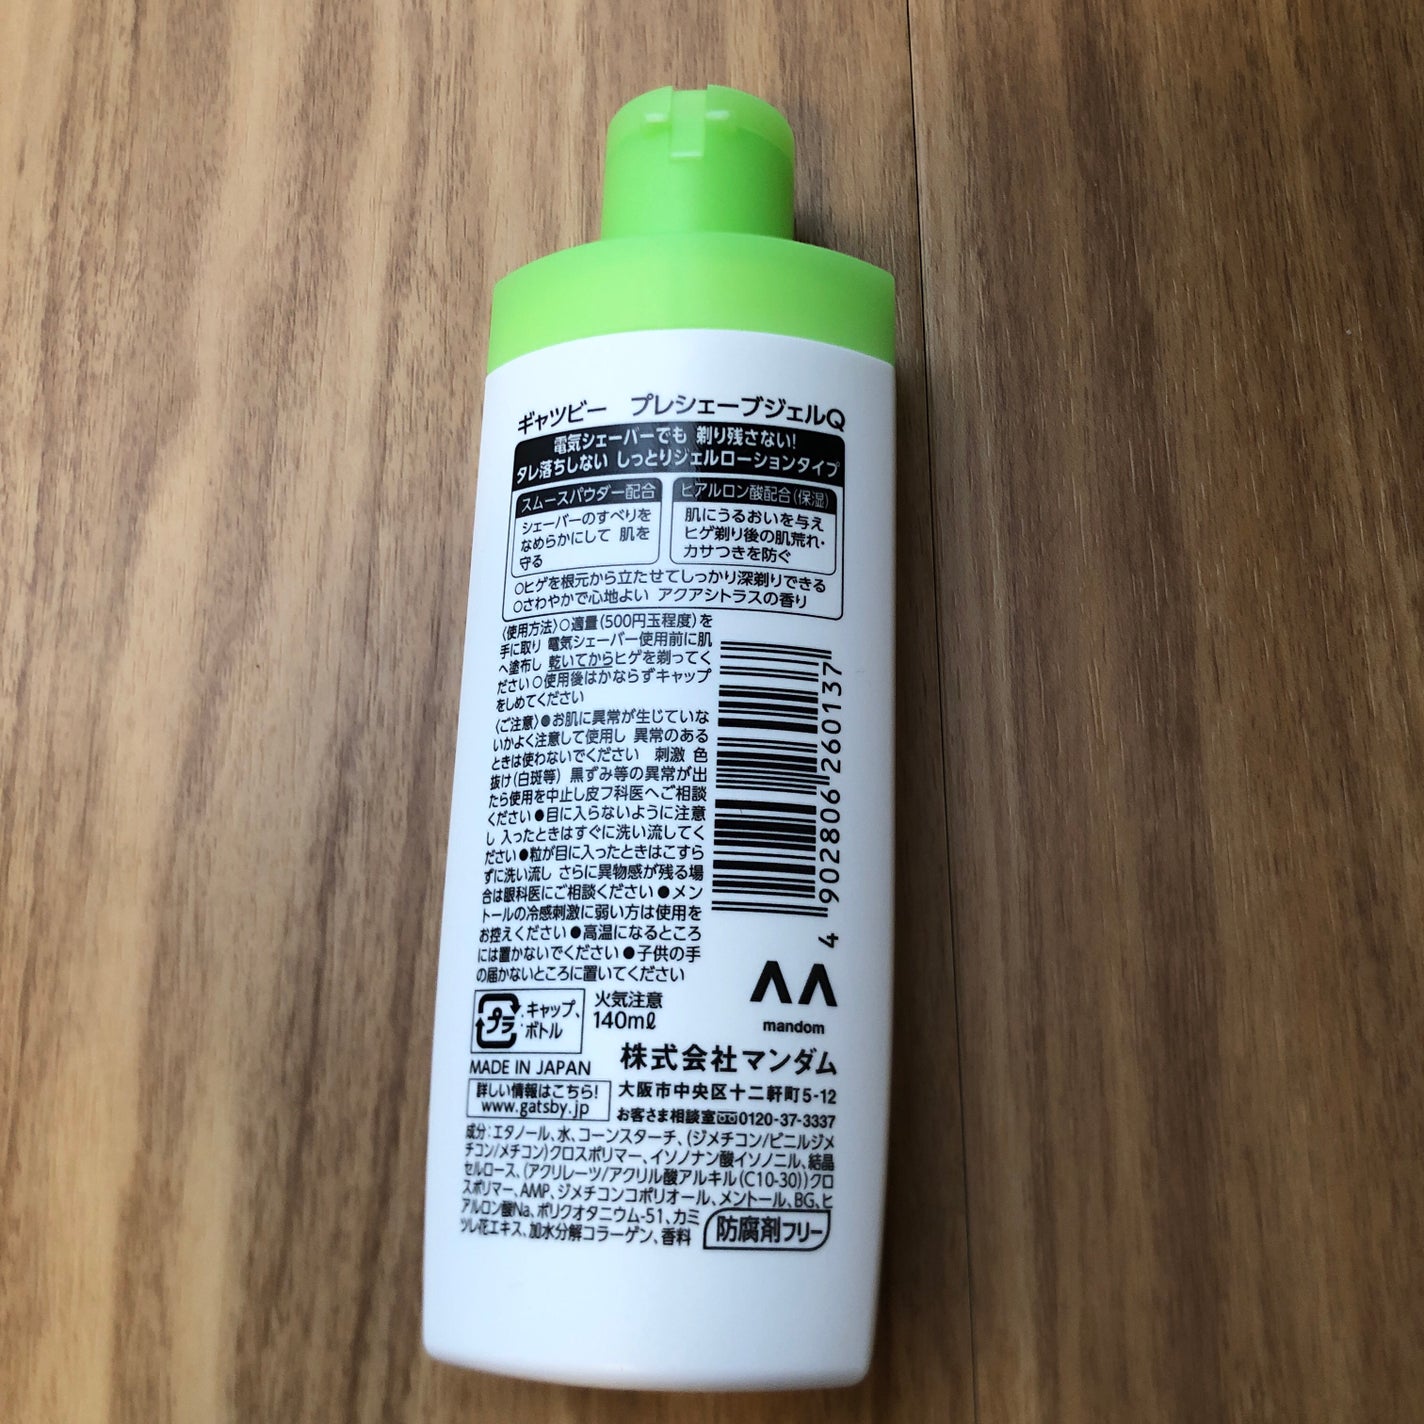 ギャツビー プレシェーブジェルQ
電気シェーバーでも 剃り残さない!
タレ落ちしない しっとりジェルローションタイプ
スムースパウダー配合
シェーバーのすべりを
なめらかにして 肌を
守る
ヒアルロン酸配合(保湿)
肌にうるおいを与え
ヒゲ剃り後の肌荒れ・
カサつきを防ぐ
○ヒゲを根元から立たせてしっかり深剃りできる
○さわやかで心地よい アクアシトラスの香り
〈使用方法〉○適量(500円玉程度)を
手に取り 電気シェーバー使用前に肌
へ塗布し 乾いてからヒゲを剃ってく
ださい○使用後はかならずキャップ
をしめてください
〈ご注意〉●お肌に異常が生じていな
いかよく注意して使用し 異常のある
ときは使わないでください 刺激 色
抜け(白斑等) 黒ずみ等の異常が出
たら使用を中止し皮フ科医へご相談
ください●目に入らないように注意
し 入ったときはすぐに洗い流してく
ださい●粒が目に入ったときはこすら
ずに洗い流し さらに異物感が残る場
合は眼科医にご相談ください●メン
トールの冷感刺激に弱い方は使用を
お控えください●高温になるところ
には置かないでください●子供の手
の届かないところに置いてください
4 902806 260137
プラ
キャップ、
ボトル
火気注意
140mℓ
mandom
MADE IN JAPAN
株式会社マンダム
詳しい情報はこちら!
www.gatsby.jp
大阪市中央区十二軒町5-12
お客さま相談室 0120-37-3337
成分:エタノール、水、コーンスターチ、(ジメチコン/ビニルジメ
チコン/メチコン)クロスポリマー、イソノナン酸イソノニル、結晶
セルロース、(アクリレーツ/アクリル酸アルキル(C10-30))クロ
スポリマー、AMP、ジメチコンコポリオール、メントール、BG、ヒ
アルロン酸Na、ポリクオタニウム-51、カミ
ツレ花エキス、加水分解コラーゲン、香料
防腐剤フリー